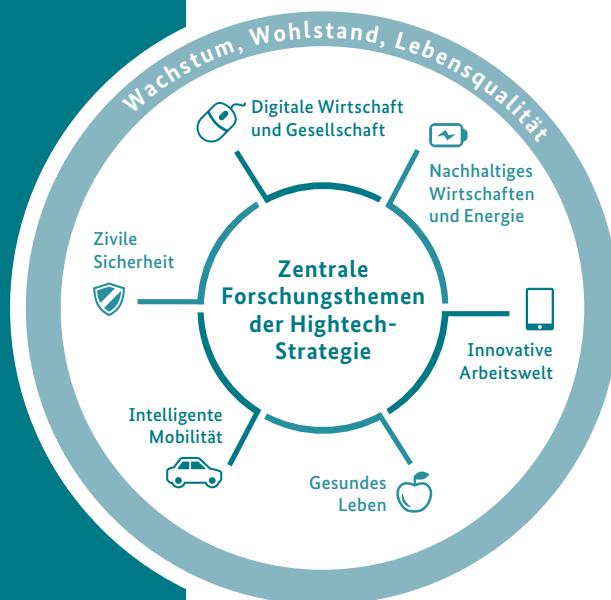 Wachstum, Wohlstand, Lebensqualität
Digitale Wirtschaft
und Gesellschaft
Nachhaltiges
Wirtschaften
und Energie
Zivile
Sicherheit
Zentrale
Forschungsthemen
der Hightech-
Strategie
Innovative
Arbeitswelt
Intelligente
Mobilität
Gesundes
Leben